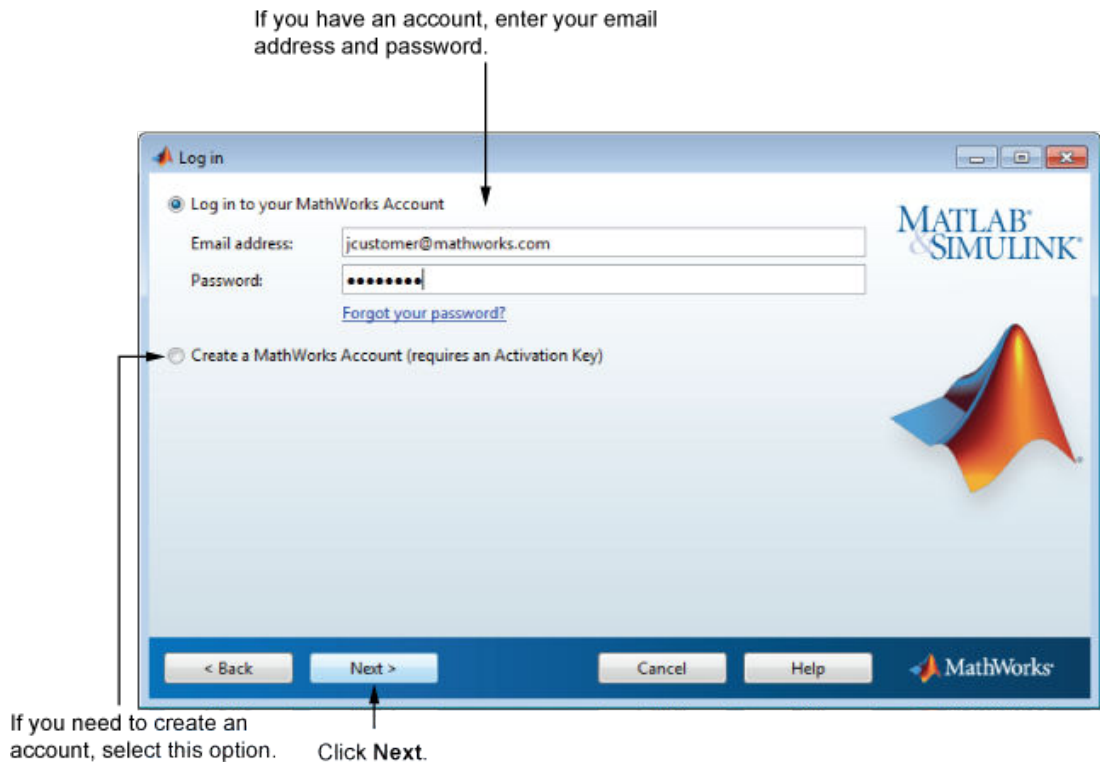 If you have an account, enter your email
address and password.
Log in
Log in to your MathWorks Account
Email address:
jcustomer@mathworks.com
Password:
••••••••
Forgot your password?
Create a MathWorks Account (requires an Activation Key)
MATLAB®
&SIMULINK®
< Back
Next >
Cancel
Help
MathWorks®
If you need to create an
account, select this option.
Click Next.